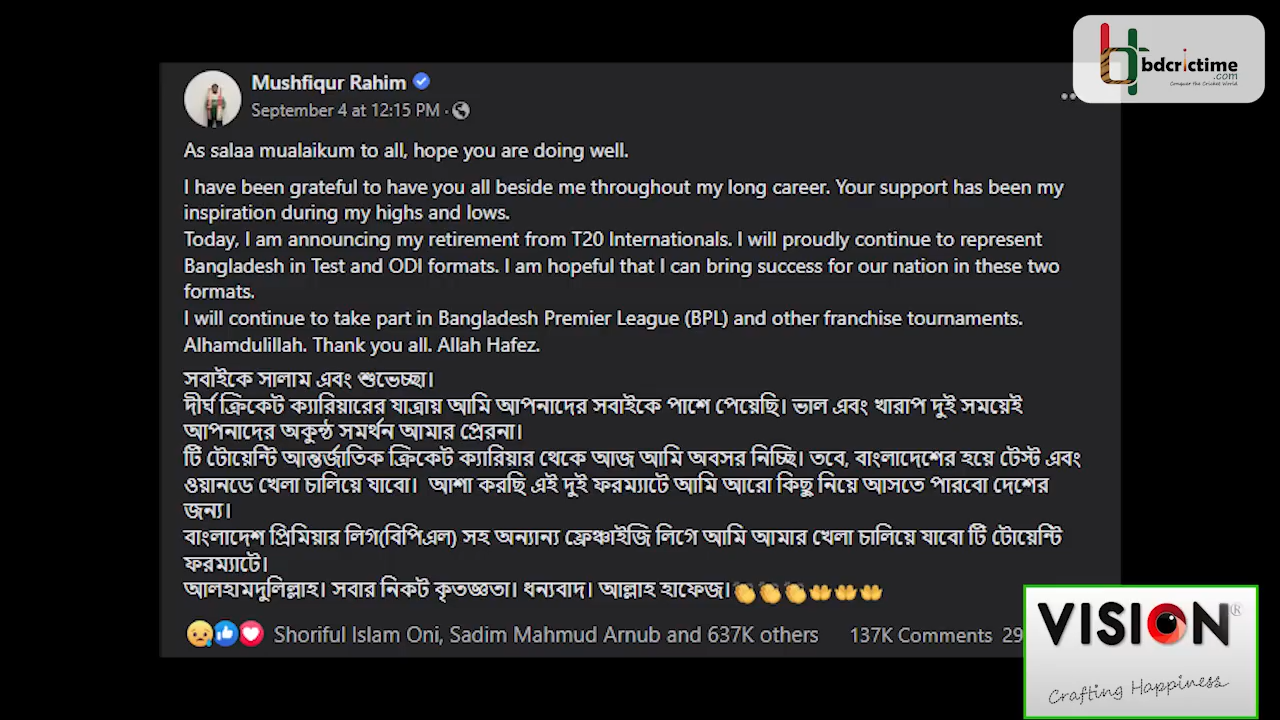 bdcrictime
.com
Conquer the Cricket World
Mushfiqur Rahim
September 4 at 12:15 PM ·
As salaa mualaikum to all, hope you are doing well.
I have been grateful to have you all beside me throughout my long career. Your support has been my
inspiration during my highs and lows.
Today, I am announcing my retirement from T20 Internationals. I will proudly continue to represent
Bangladesh in Test and ODI formats. I am hopeful that I can bring success for our nation in these two
formats.
I will continue to take part in Bangladesh Premier League (BPL) and other franchise tournaments.
Alhamdulillah. Thank you all. Allah Hafez.
সবাইকে সালাম এবং শুভেচ্ছা।
দীর্ঘ ক্রিকেট ক্যারিয়ারের যাত্রায় আমি আপনাদের সবাইকে পাশে পেয়েছি। ভাল এবং খারাপ দুই সময়েই
আপনাদের অকুন্ঠ সমর্থন আমার প্রেরনা।
টি টোয়েন্টি আন্তর্জাতিক ক্রিকেট ক্যারিয়ার থেকে আজ আমি অবসর নিচ্ছি। তবে, বাংলাদেশের হয়ে টেস্ট এবং
ওয়ানডে খেলা চালিয়ে যাবো। আশা করছি এই দুই ফরম্যাটে আমি আরো কিছু নিয়ে আসতে পারবো দেশের
জন্য।
বাংলাদেশ প্রিমিয়ার লিগ(বিপিএল) সহ অন্যান্য ফ্রেঞ্চাইজি লিগে আমি আমার খেলা চালিয়ে যাবো টি টোয়েন্টি
ফরম্যাটে।
আলহামদুলিল্লাহ। সবার নিকট কৃতজ্ঞতা। ধন্যবাদ। আল্লাহ হাফেজ।👏👏👏🤲🤲🤲
Shoriful Islam Oni, Sadim Mahmud Arnub and 637K others 137K Comments 29
VISION®
Crafting Happiness